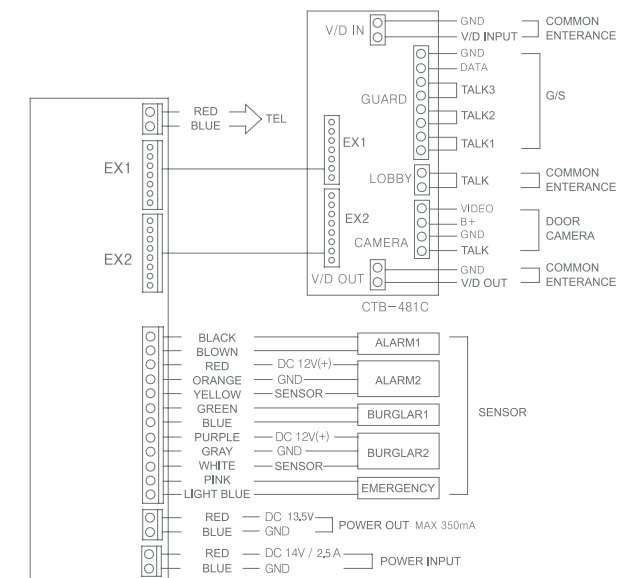 V/D IN
GND
V/D INPUT
COMMON
ENTERANCE
GUARD
GND
DATA
TALK3
TALK2
TALK1
G/S
RED
BLUE
TEL
EX1
EX1
LOBBY
TALK
COMMON
ENTERANCE
EX2
EX2
CAMERA
VIDEO
B+
GND
TALK
DOOR
CAMERA
V/D OUT
GND
V/D OUT
COMMON
ENTERANCE
CTB-481C
BLACK
BLOWN
ALARM1
RED DC 12V(+)
ORANGE GND
YELLOW SENSOR
ALARM2
GREEN
BLUE
BURGLAR1
SENSOR
PURPLE DC 12V(+)
GRAY GND
WHITE SENSOR
BURGLAR2
PINK
LIGHT BLUE
EMERGENCY
RED DC 13.5V
BLUE GND
POWER OUT MAX 350mA
RED DC 14V / 2.5 A
BLUE GND
POWER INPUT